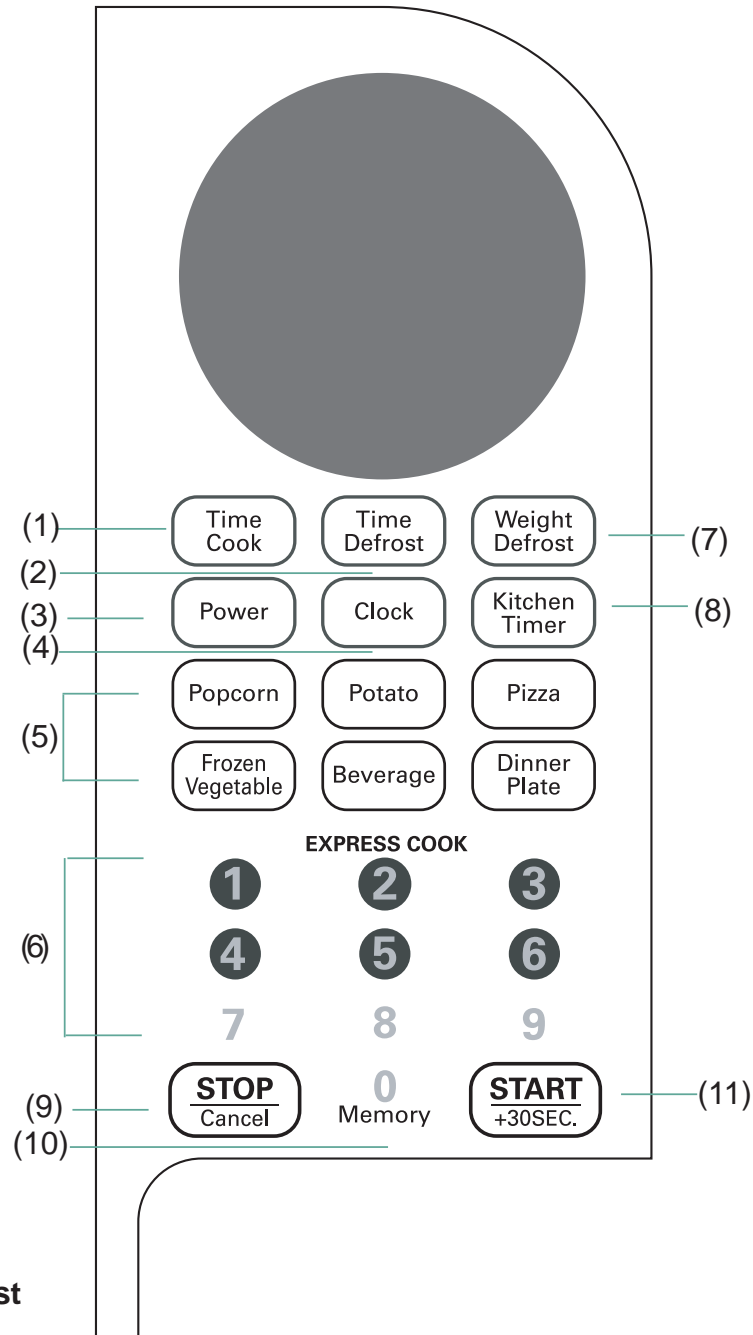 (1)
Time
Cook
Time
Defrost
Weight
Defrost
(7)
(2)
(3)
Power
Clock
Kitchen
Timer
(8)
(4)
(5)
Popcorn
Potato
Pizza
Frozen
Vegetable
Beverage
Dinner
Plate
EXPRESS COOK
(6)
1 2 3
4 5 6
7 8 9
(9)
STOP
Cancel
0
Memory
START
+30SEC.
(11)
(10)
st